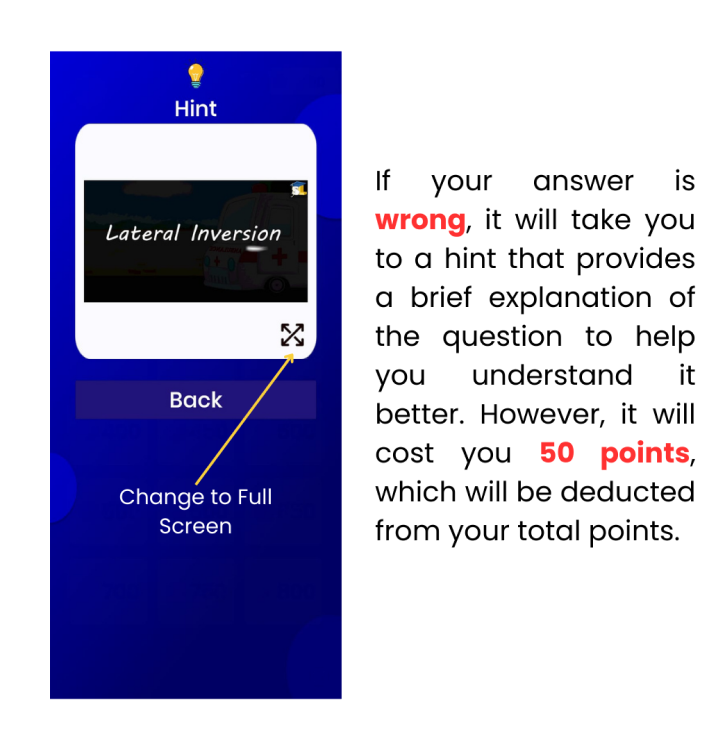 Hint
Lateral Inversion
Back
Change to Full
Screen
If your answer is
wrong, it will take you
to a hint that provides
a brief explanation of
the question to help
you understand it
better. However, it will
cost you 50 points,
which will be deducted
from your total points.